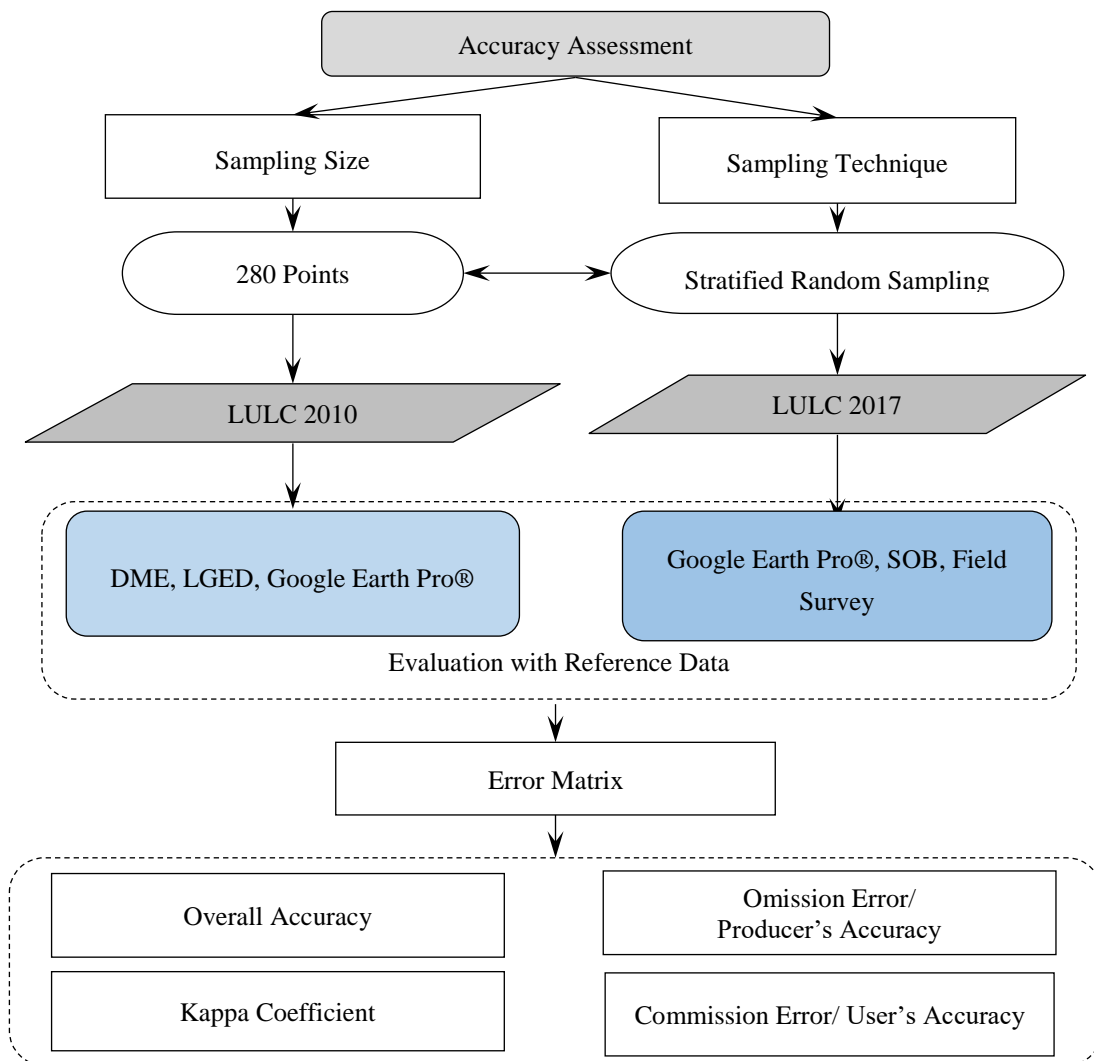 Accuracy Assessment
Sampling Size
Sampling Technique
280 Points
Stratified Random Sampling
LULC 2010
LULC 2017
DME, LGED, Google Earth Pro®
Google Earth Pro®, SOB, Field
Survey
Evaluation with Reference Data
Error Matrix
Overall Accuracy
Omission Error/
Producer’s Accuracy
Kappa Coefficient
Commission Error/ User’s Accuracy